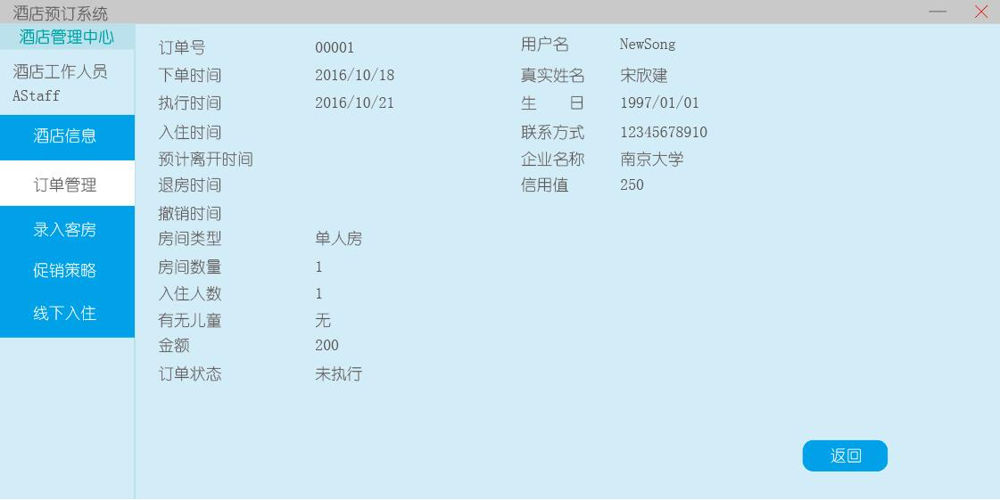 酒店预订系统
酒店管理中心
酒店工作人员
AStaff
酒店信息
订单管理
录入客房
促销策略
线下入住
订单号 00001
下单时间 2016/10/18
执行时间 2016/10/21
入住时间
预计离开时间
退房时间
撤销时间
房间类型 单人房
房间数量 1
入住人数 1
有无儿童 无
金额 200
订单状态 未执行
用户名 NewSong
真实姓名 宋欣建
生 日 1997/01/01
联系方式 12345678910
企业名称 南京大学
信用值 250
返回